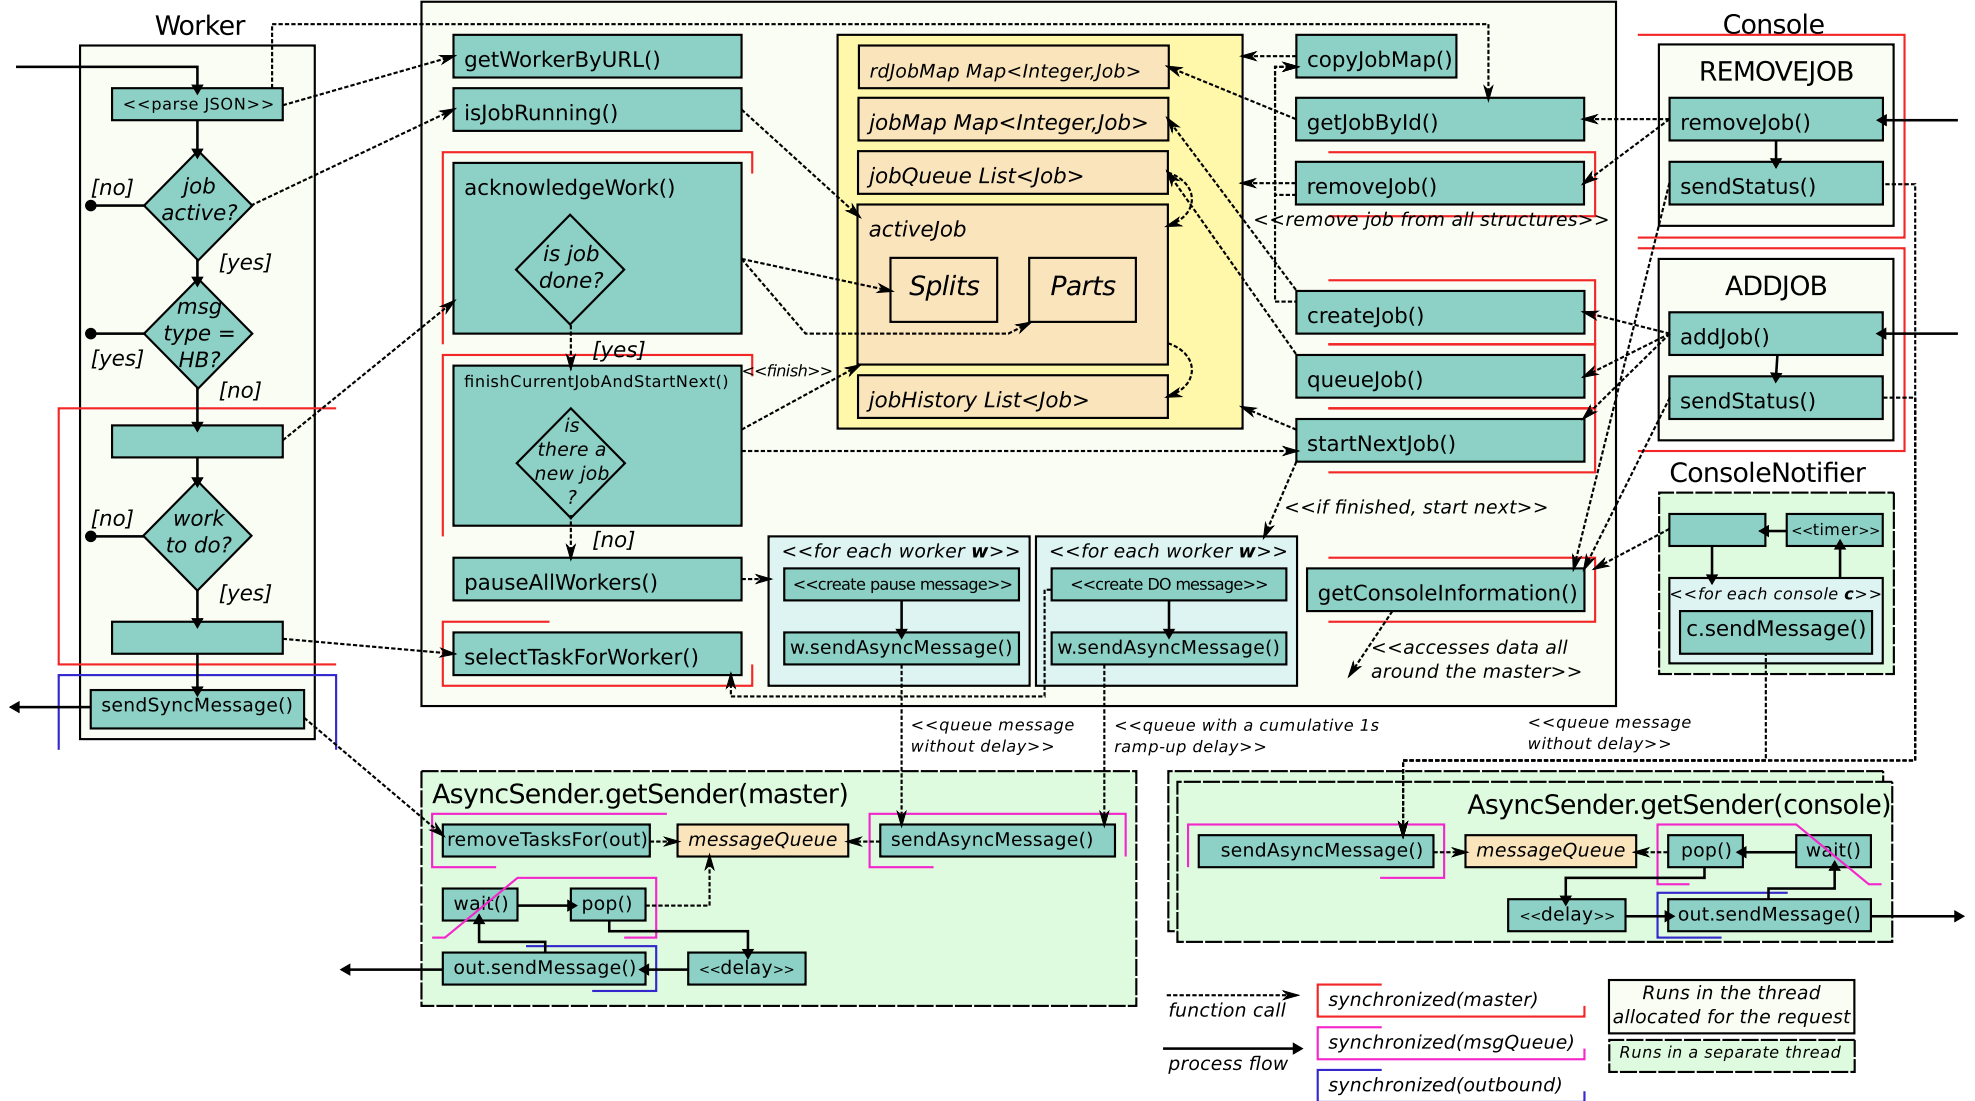 Worker
<<parse JSON>>
[no]
job
active?
[yes]
msg
type =
HB?
[yes]
[no]
[no]
work
to do?
[yes]
sendSyncMessage()
getWorkerByURL()
isJobRunning()
acknowledgeWork()
is job
done?
[yes]
finishCurrentJobAndStartNext()
<<finish>>
is
there a
new job
?
[no]
pauseAllWorkers()
selectTaskForWorker()
rdJobMap Map<Integer,Job>
jobMap Map<Integer,Job>
jobQueue List<Job>
activeJob
Splits
Parts
jobHistory List<Job>
copyJobMap()
getJobById()
removeJob()
<<remove job from all structures>>
createJob()
queueJob()
startNextJob()
<<if finished, start next>>
<<for each worker w>>
<<create pause message>>
w.sendAsyncMessage()
<<for each worker w>>
<<create DO message>>
w.sendAsyncMessage()
getConsoleInformation()
<<accesses data all
around the master>>
Console
REMOVEJOB
removeJob()
sendStatus()
ADDJOB
addJob()
sendStatus()
ConsoleNotifier
<<timer>>
<<for each console c>>
c.sendMessage()
<<queue message
without delay>>
<<queue with a cumulative 1s
ramp-up delay>>
<<queue message
without delay>>
AsyncSender.getSender(master)
removeTasksFor(out)
messageQueue
sendAsyncMessage()
wait()
pop()
out.sendMessage()
<<delay>>
AsyncSender.getSender(console)
sendAsyncMessage()
messageQueue
pop()
wait()
<<delay>>
out.sendMessage()
function call
process flow
synchronized(master)
synchronized(msgQueue)
synchronized(outbound)
Runs in the thread
allocated for the request
Runs in a separate thread